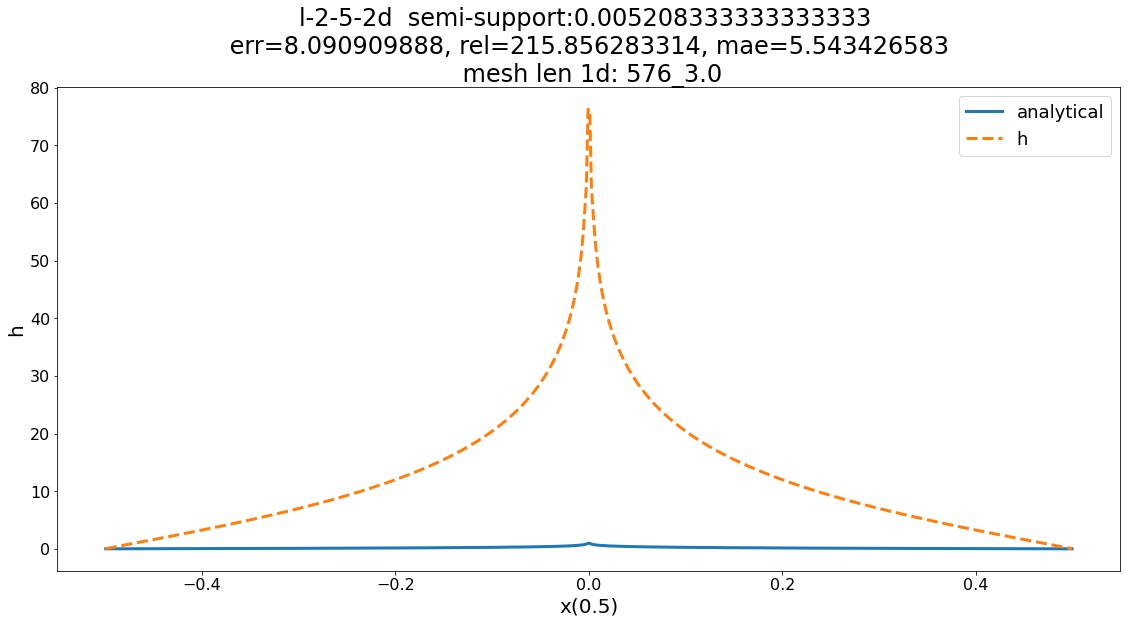 l-2-5-2d  semi-support:0.005208333333333333
err=8.090909888, rel=215.856283314, mae=5.543426583
mesh len 1d: 576_3.0
analytical
h
80
70
60
50
40
30
20
10
0
h
−0.4
−0.2
0.0
0.2
0.4
x(0.5)